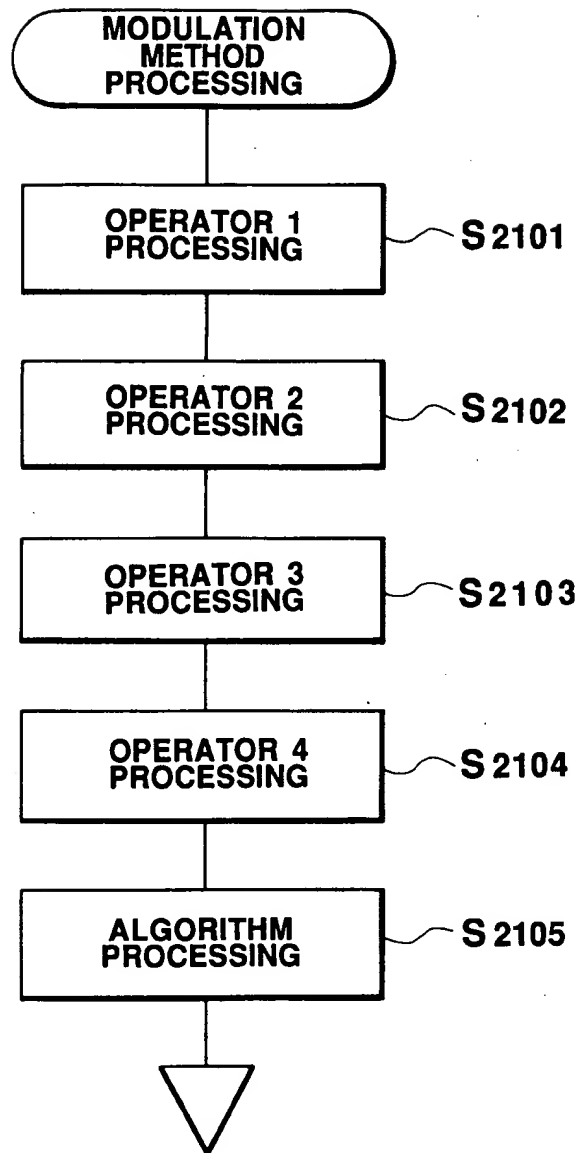 MODULATION
METHOD
PROCESSING
OPERATOR 1
PROCESSING
S2101
OPERATOR 2
PROCESSING
S2102
OPERATOR 3
PROCESSING
S2103
OPERATOR 4
PROCESSING
S2104
ALGORITHM
PROCESSING
S2105